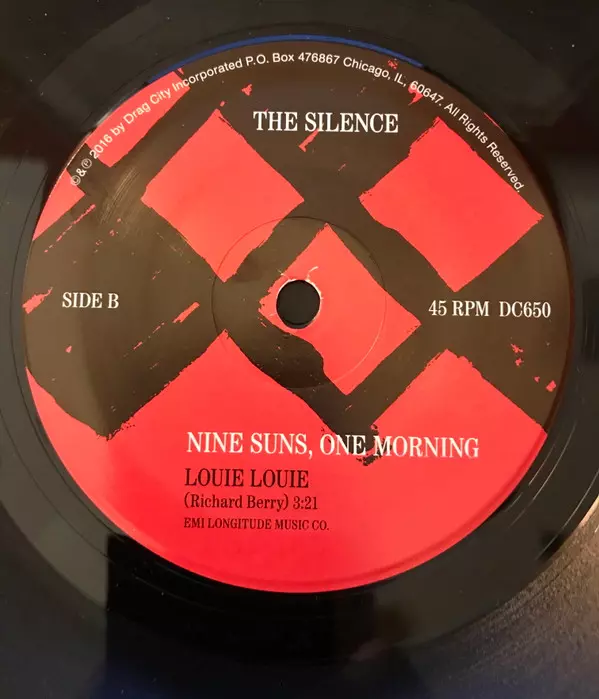 ©&℗ 2016 by Drag City Incorporated P.O. Box 476867 Chicago, IL, 60647. All Rights Reserved.
THE SILENCE
SIDE B
45 RPM DC650
NINE SUNS, ONE MORNING
LOUIE LOUIE
(Richard Berry) 3:21
EMI LONGITUDE MUSIC CO.